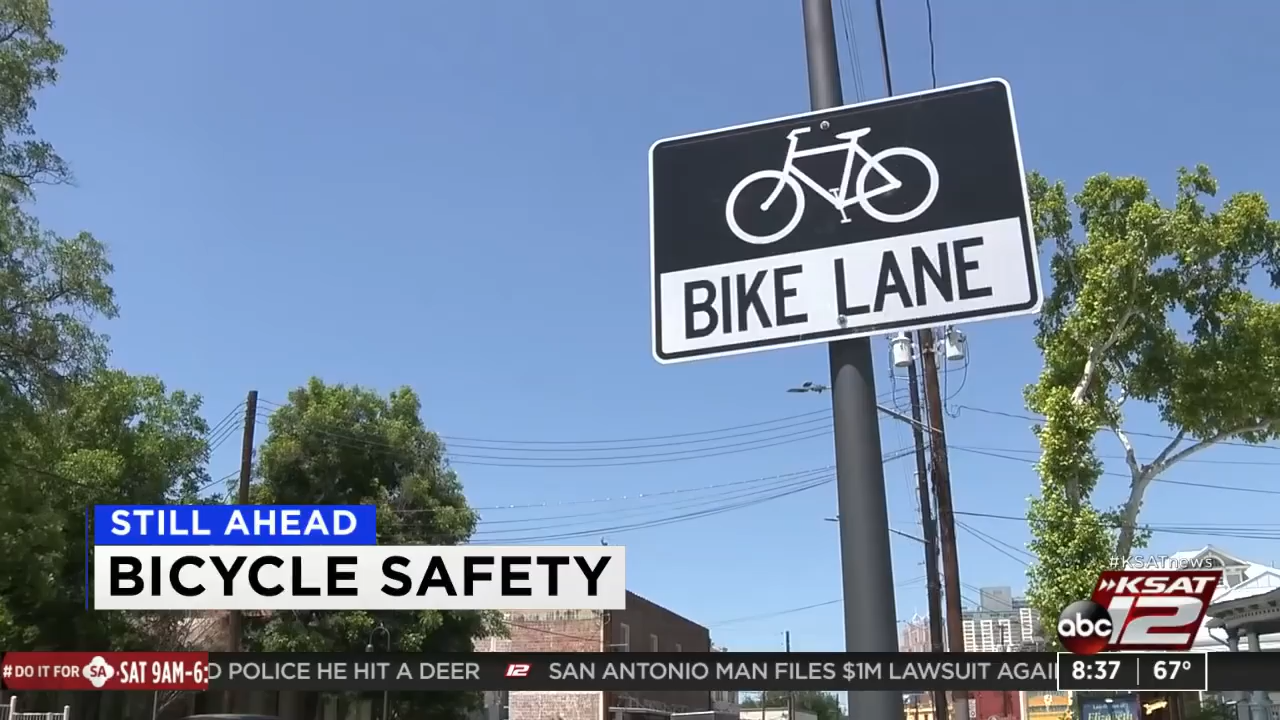 BIKE LANE
STILL AHEAD
BICYCLE SAFETY
#KSATnews
KSAT
abc 12
#DO IT FOR SA SAT 9AM-6: D POLICE HE HIT A DEER 12 SAN ANTONIO MAN FILES $1M LAWSUIT AGAI
8:37 67°